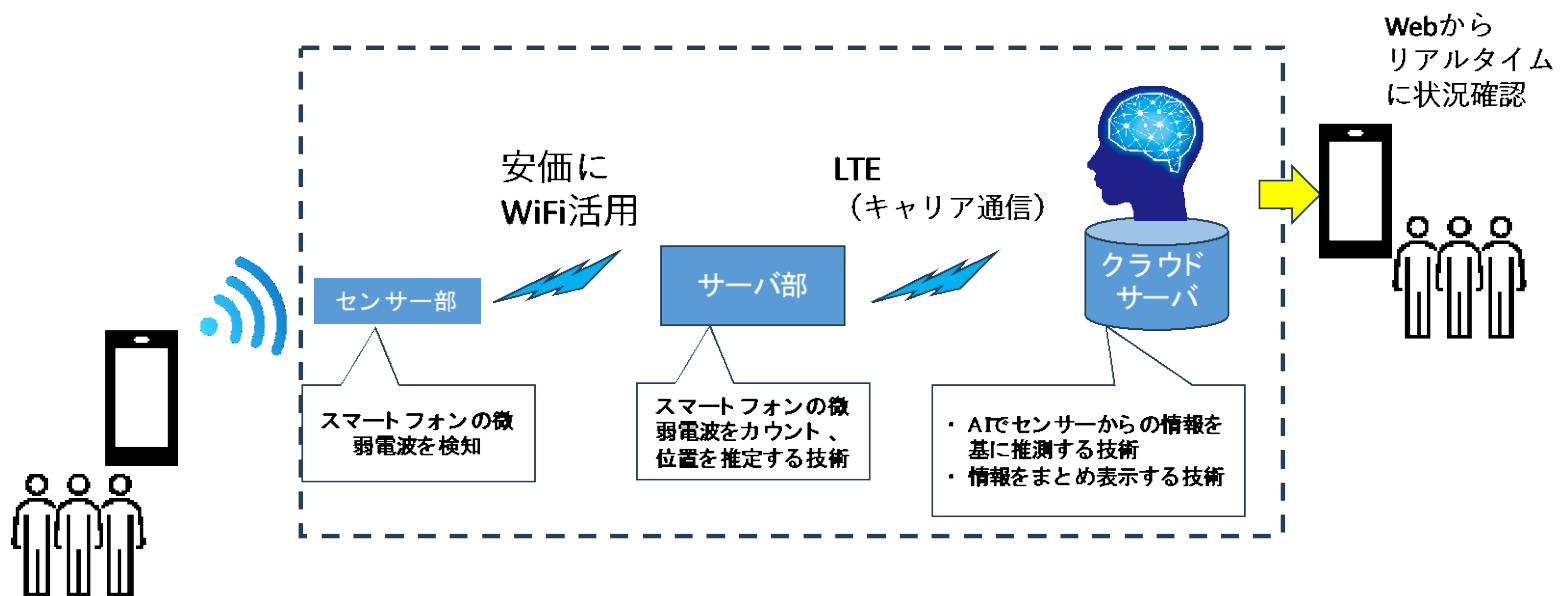 Webから
リアルタイム
に状況確認
安価に
WiFi活用
LTE
（キャリア通信）
センサー部
サーバ部
クラウド
サーバ
スマートフォンの微
弱電波を検知
スマートフォンの微
弱電波をカウント、
位置を推定する技術
・ AIでセンサーからの情報を
基に推測する技術
・ 情報をまとめ表示する技術